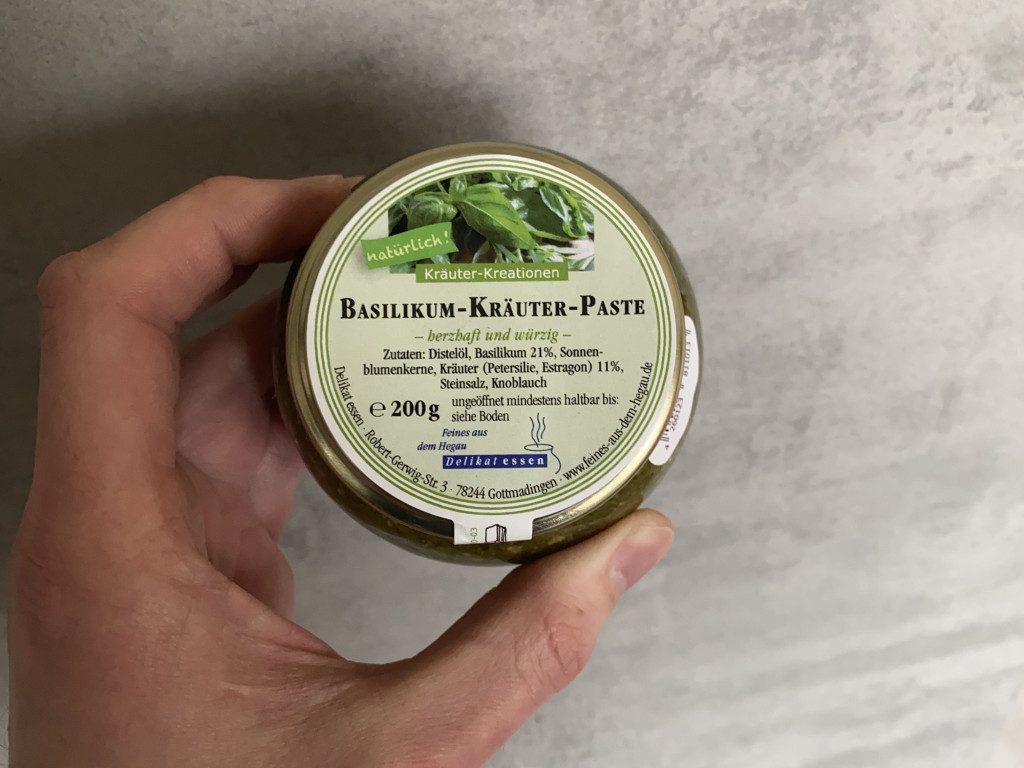 natürlich!
Kräuter-Kreationen
BASILIKUM-KRÄUTER-PASTE
– herzhaft und würzig –
Zutaten: Distelöl, Basilikum 21%, Sonnen-
blumenkerne, Kräuter (Petersilie, Estragon) 11%,
Steinsalz, Knoblauch
℮ 200 g
ungeöffnet mindestens haltbar bis:
siehe Boden
Feines aus
dem Hegau
Delikat essen
Delikat essen · Robert-Gerwig-Str. 3 · 78244 Gottmadingen · www.feines-aus-dem-hegau.de